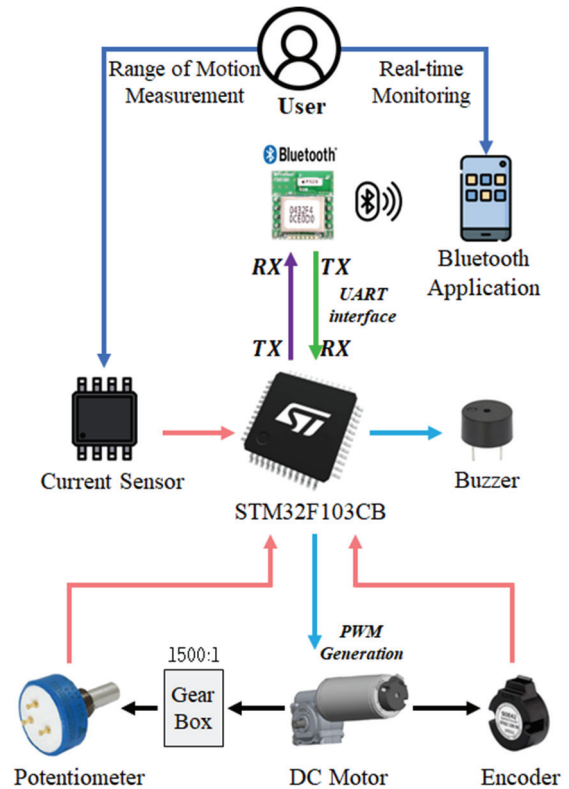 Range of Motion
Measurement
Real-time
Monitoring
User
Bluetooth
Bluetooth
Application
RX
TX
UART
interface
TX
RX
ST
Current Sensor
Buzzer
STM32F103CB
PWM
Generation
1500:1
Gear
Box
Potentiometer
DC Motor
Encoder